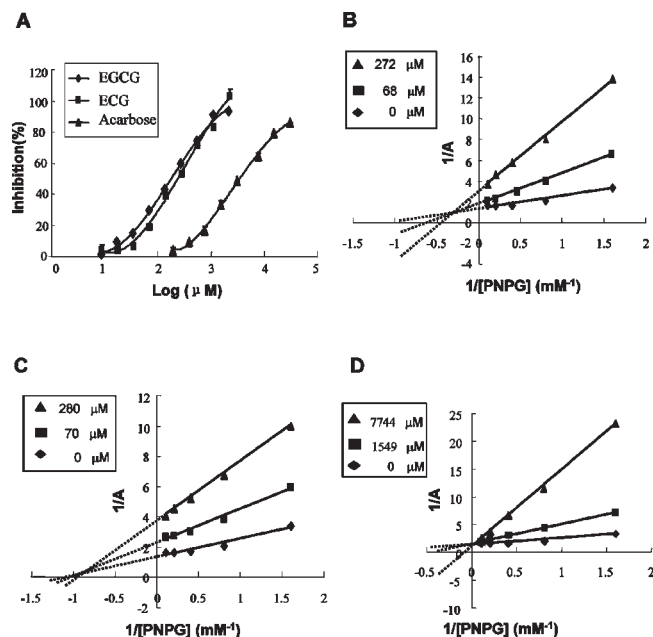 A
EGCG
ECG
Acarbose
120
100
80
60
40
20
0
Inhibition(%)
0 1 2 3 4 5
Log (μM)
B
272 μM
68 μM
0 μM
16
14
12
10
8
6
4
2
0
-2
-4
1/A
-1.5 -1 -0.5 0 0.5 1 1.5 2
1/[PNPG] (mM⁻¹)
C
280 μM
70 μM
0 μM
12
10
8
6
4
2
0
-2
1/A
-1.5 -1 -0.5 0 0.5 1 1.5 2
1/[PNPG] (mM⁻¹)
D
7744 μM
1549 μM
0 μM
25
20
15
10
5
0
-5
-10
1/A
-1 -0.5 0 0.5 1 1.5 2
1/[PNPG] (mM⁻¹)